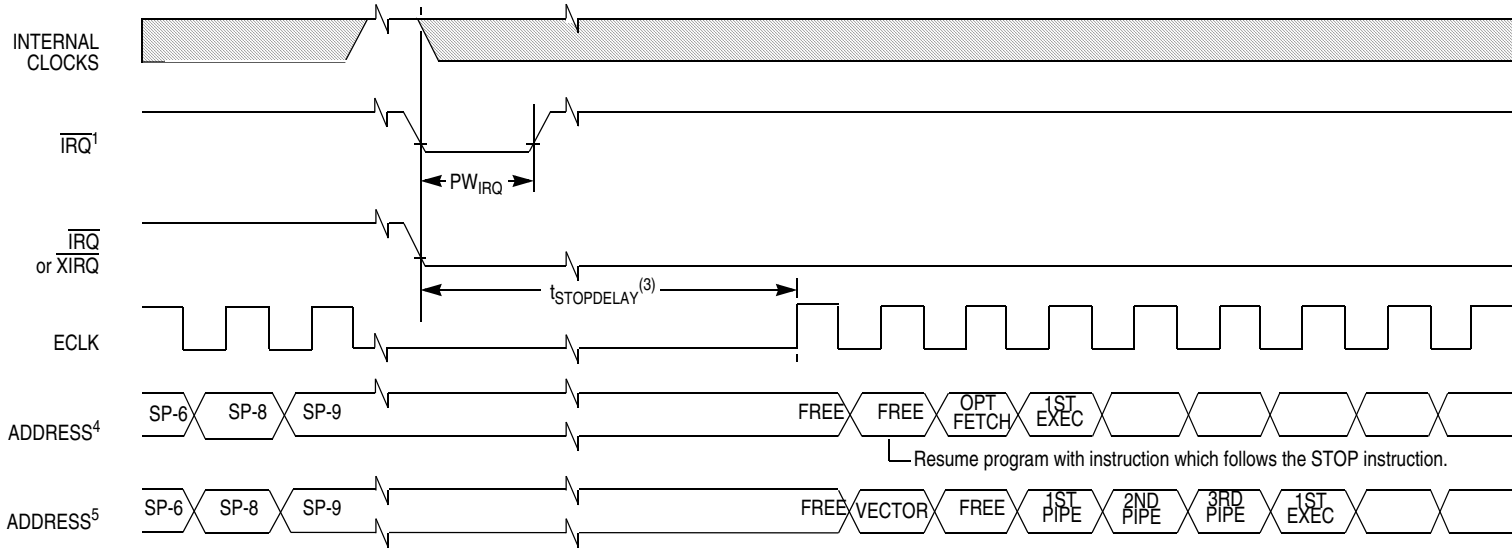 INTERNAL
CLOCKS
IRQ1
PWIRQ
IRQ
or XIRQ
tSTOPDELAY(3)
ECLK
ADDRESS4
SP-6 SP-8 SP-9 FREE FREE OPT FETCH 1ST EXEC
Resume program with instruction which follows the STOP instruction.
ADDRESS5
SP-6 SP-8 SP-9 FREE VECTOR FREE 1ST PIPE 2ND PIPE 3RD PIPE 1ST EXEC